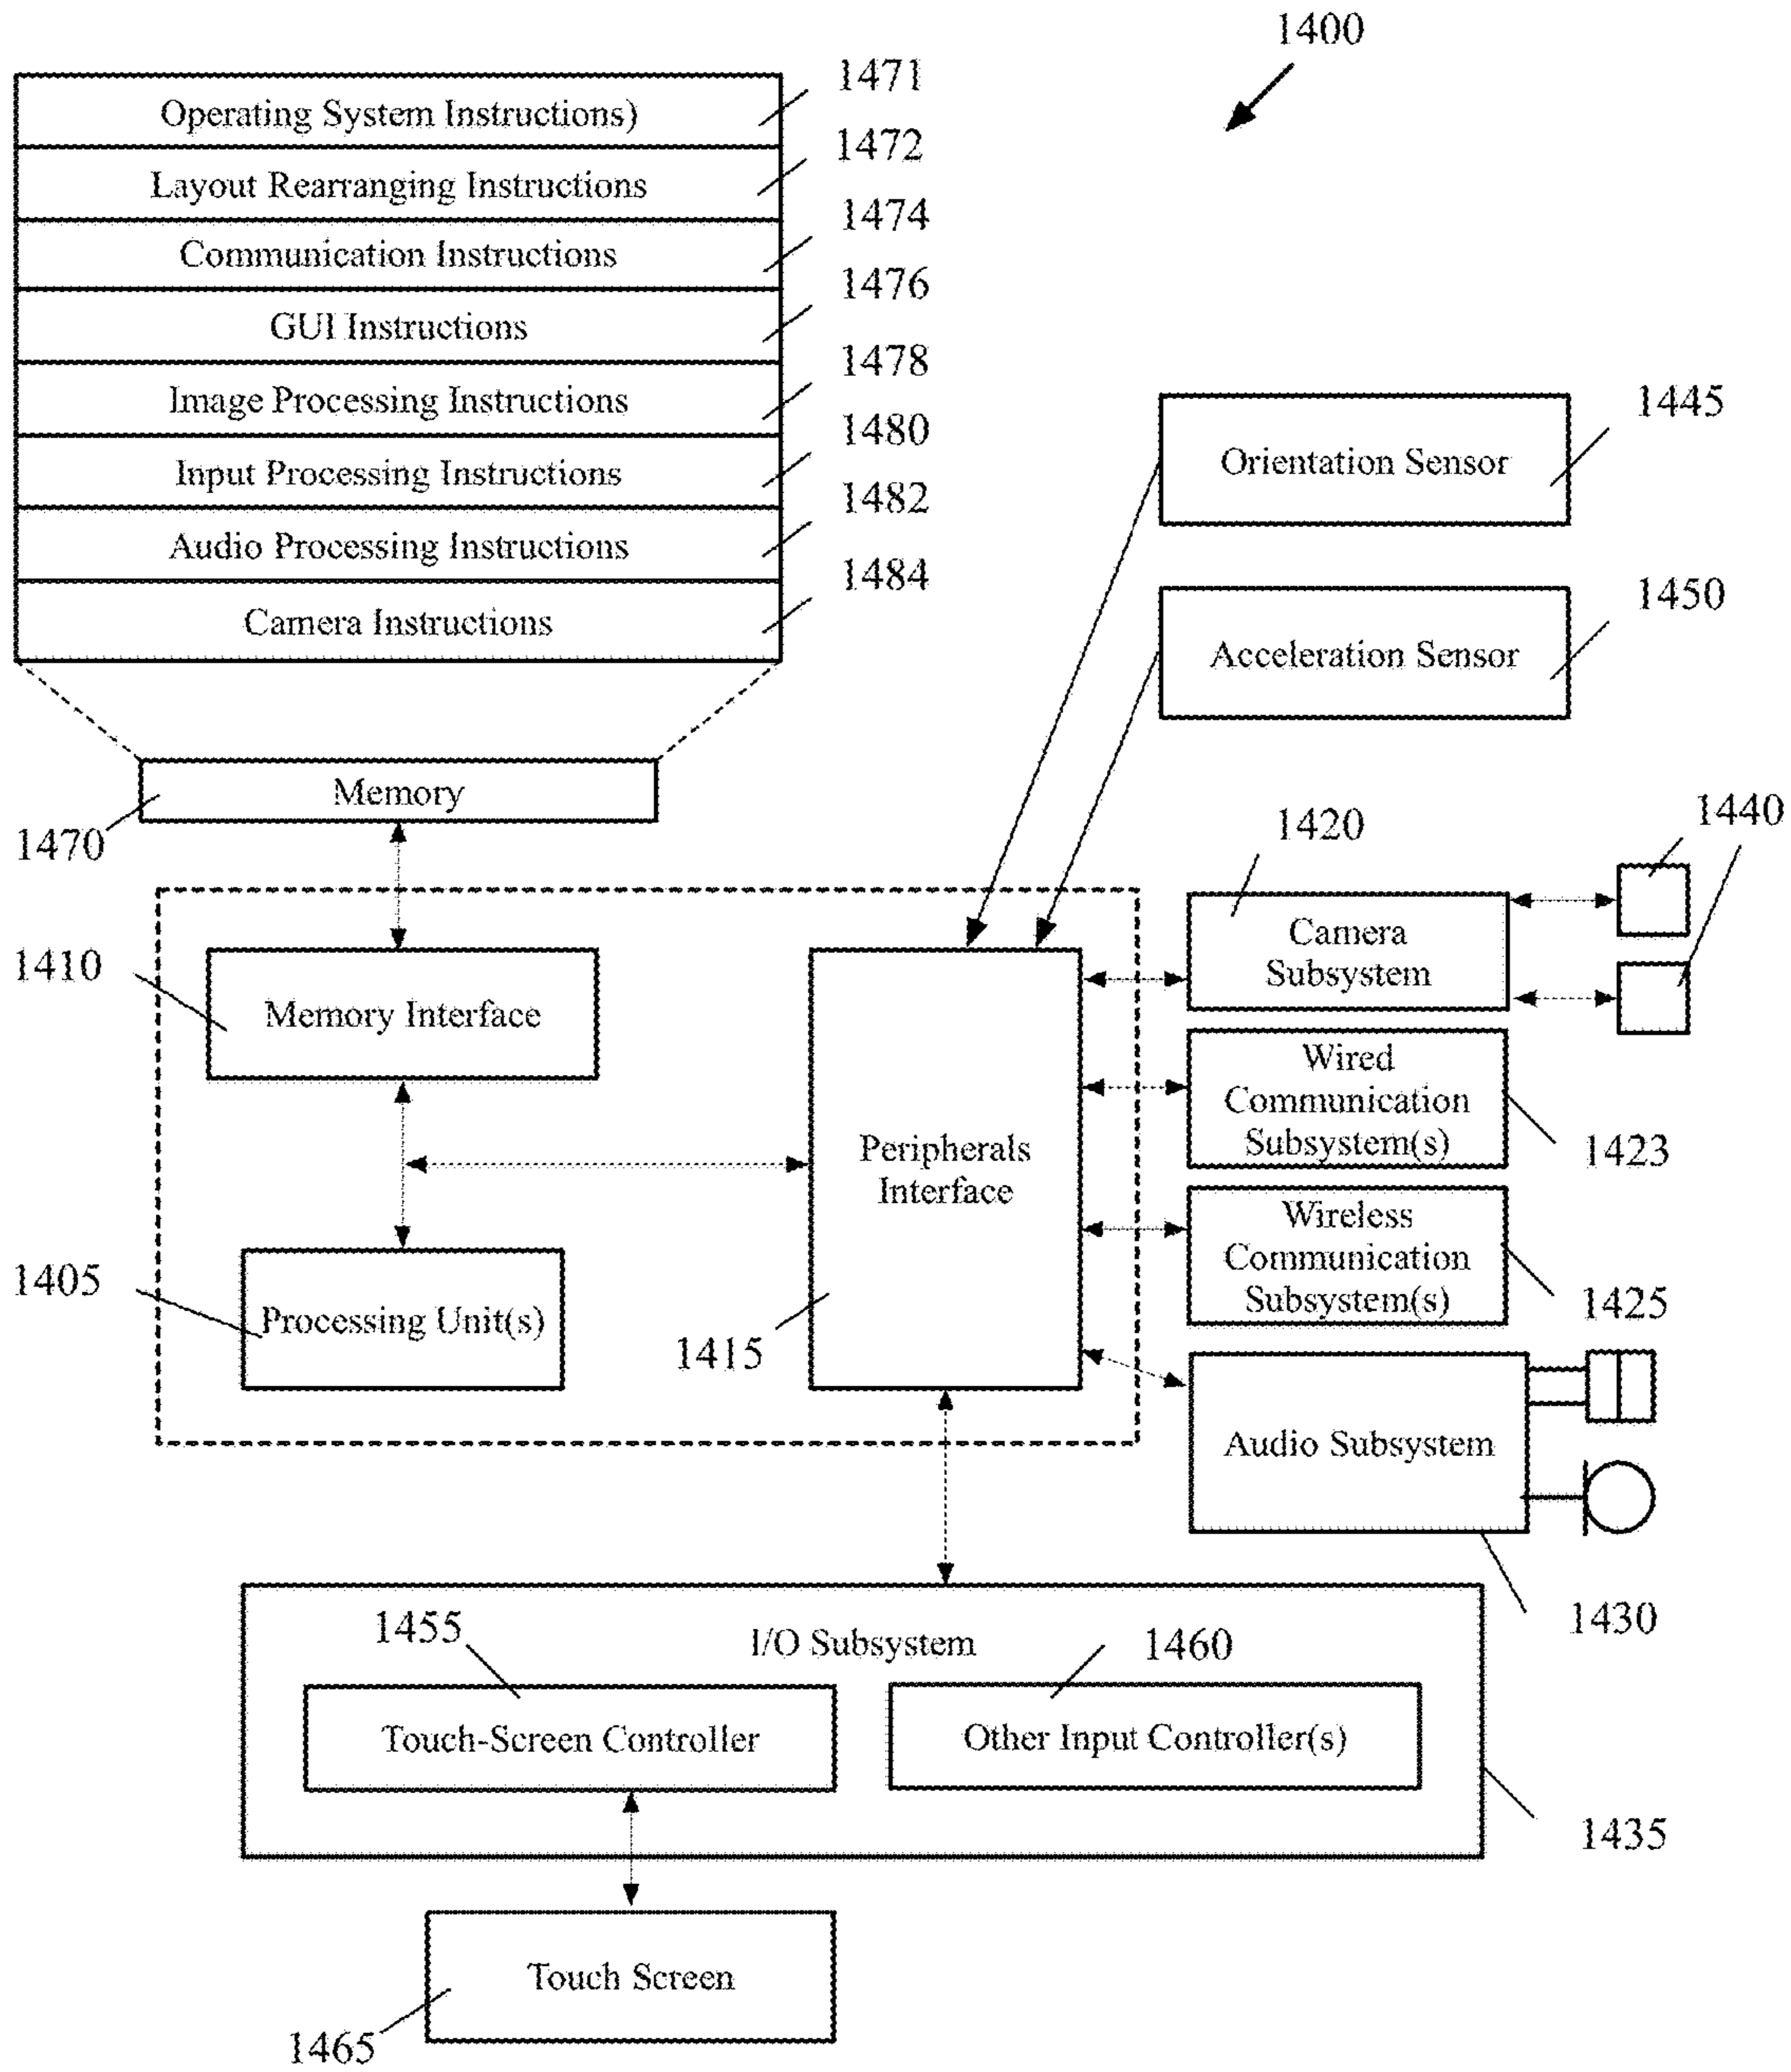 1400
Operating System Instructions)
1471
Layout Rearranging Instructions
1472
Communication Instructions
1474
GUI Instructions
1476
Image Processing Instructions
1478
Input Processing Instructions
1480
Audio Processing Instructions
1482
Camera Instructions
1484
Orientation Sensor
1445
Acceleration Sensor
1450
Memory
1470
1420
1440
Camera
Subsystem
1410
Memory Interface
Wired
Communication
Subsystem(s)
1423
Peripherals
Interface
1415
Wireless
Communication
Subsystem(s)
1425
1405
Processing Unit(s)
Audio Subsystem
1430
I/O Subsystem
1455
1460
Touch-Screen Controller
Other Input Controller(s)
1435
Touch Screen
1465